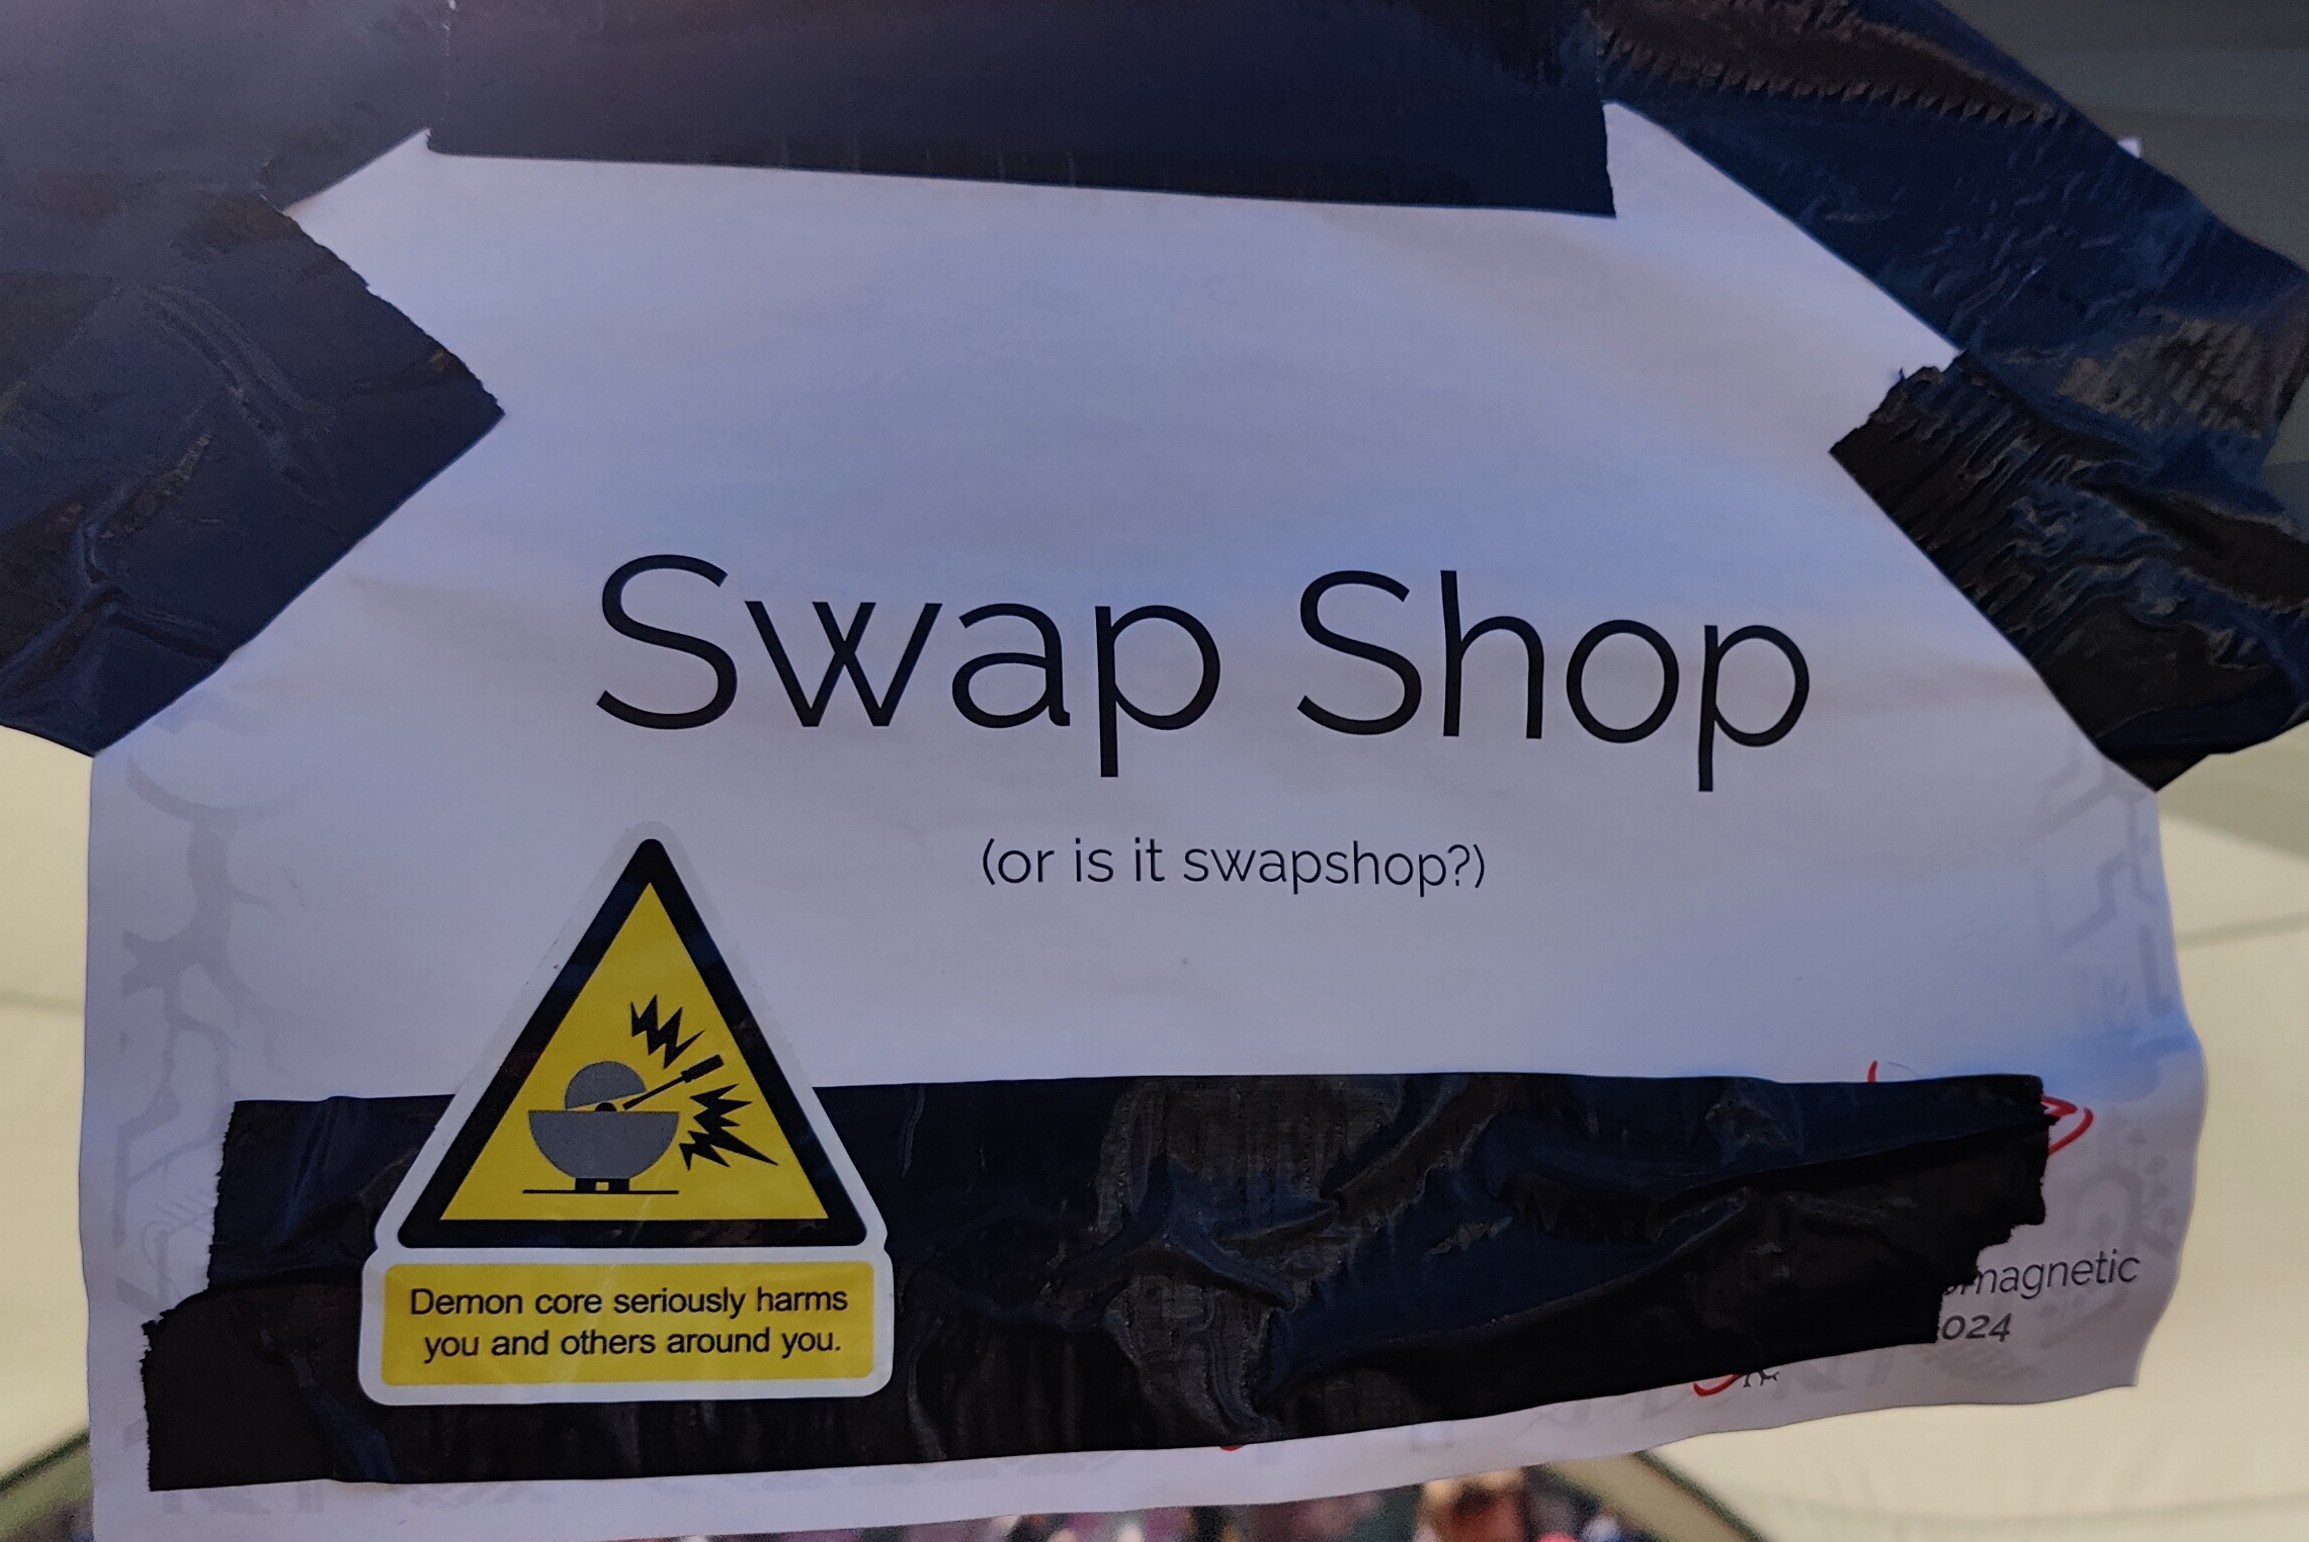 Swap Shop
(or is it swapshop?)
Demon core seriously harms
you and others around you.
magnetic
024